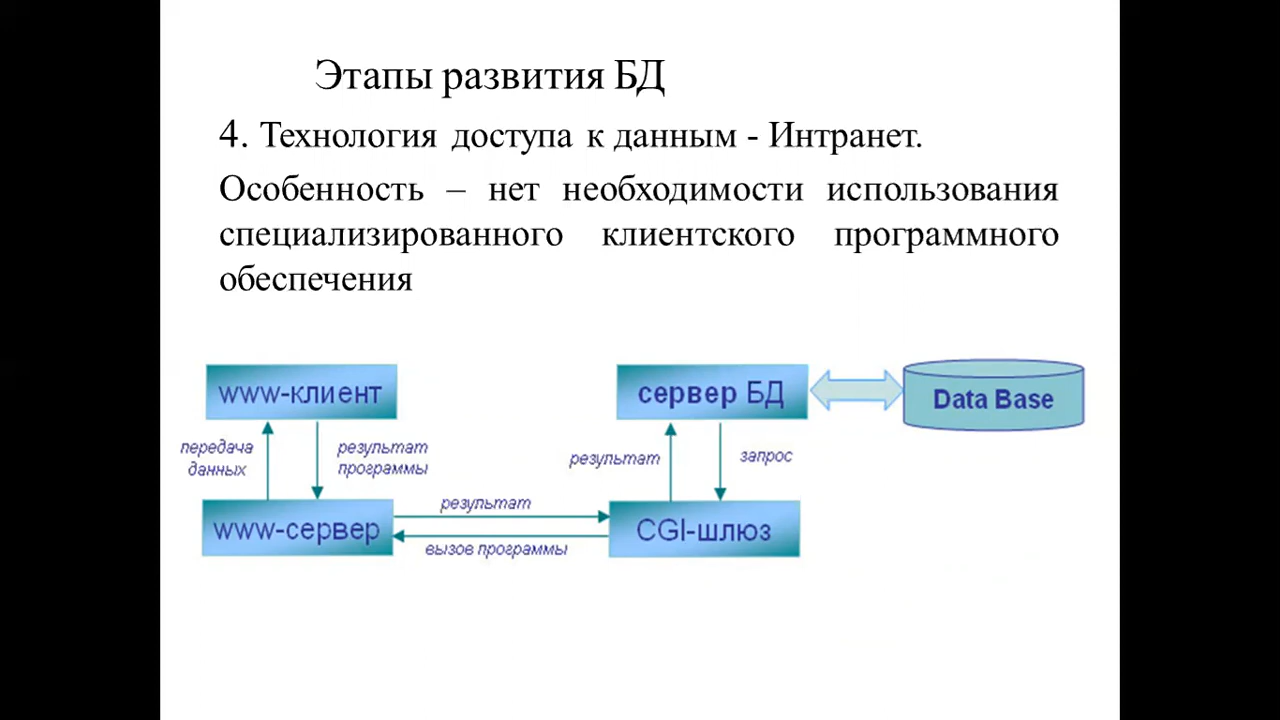 Этапы развития БД
4. Технология доступа к данным - Интранет.
Особенность – нет необходимости использования
специализированного клиентского программного
обеспечения
www-клиент
сервер БД
Data Base
передача
данных
результат
программы
результат
запрос
www-сервер
результат
вызов программы
CGI-шлюз